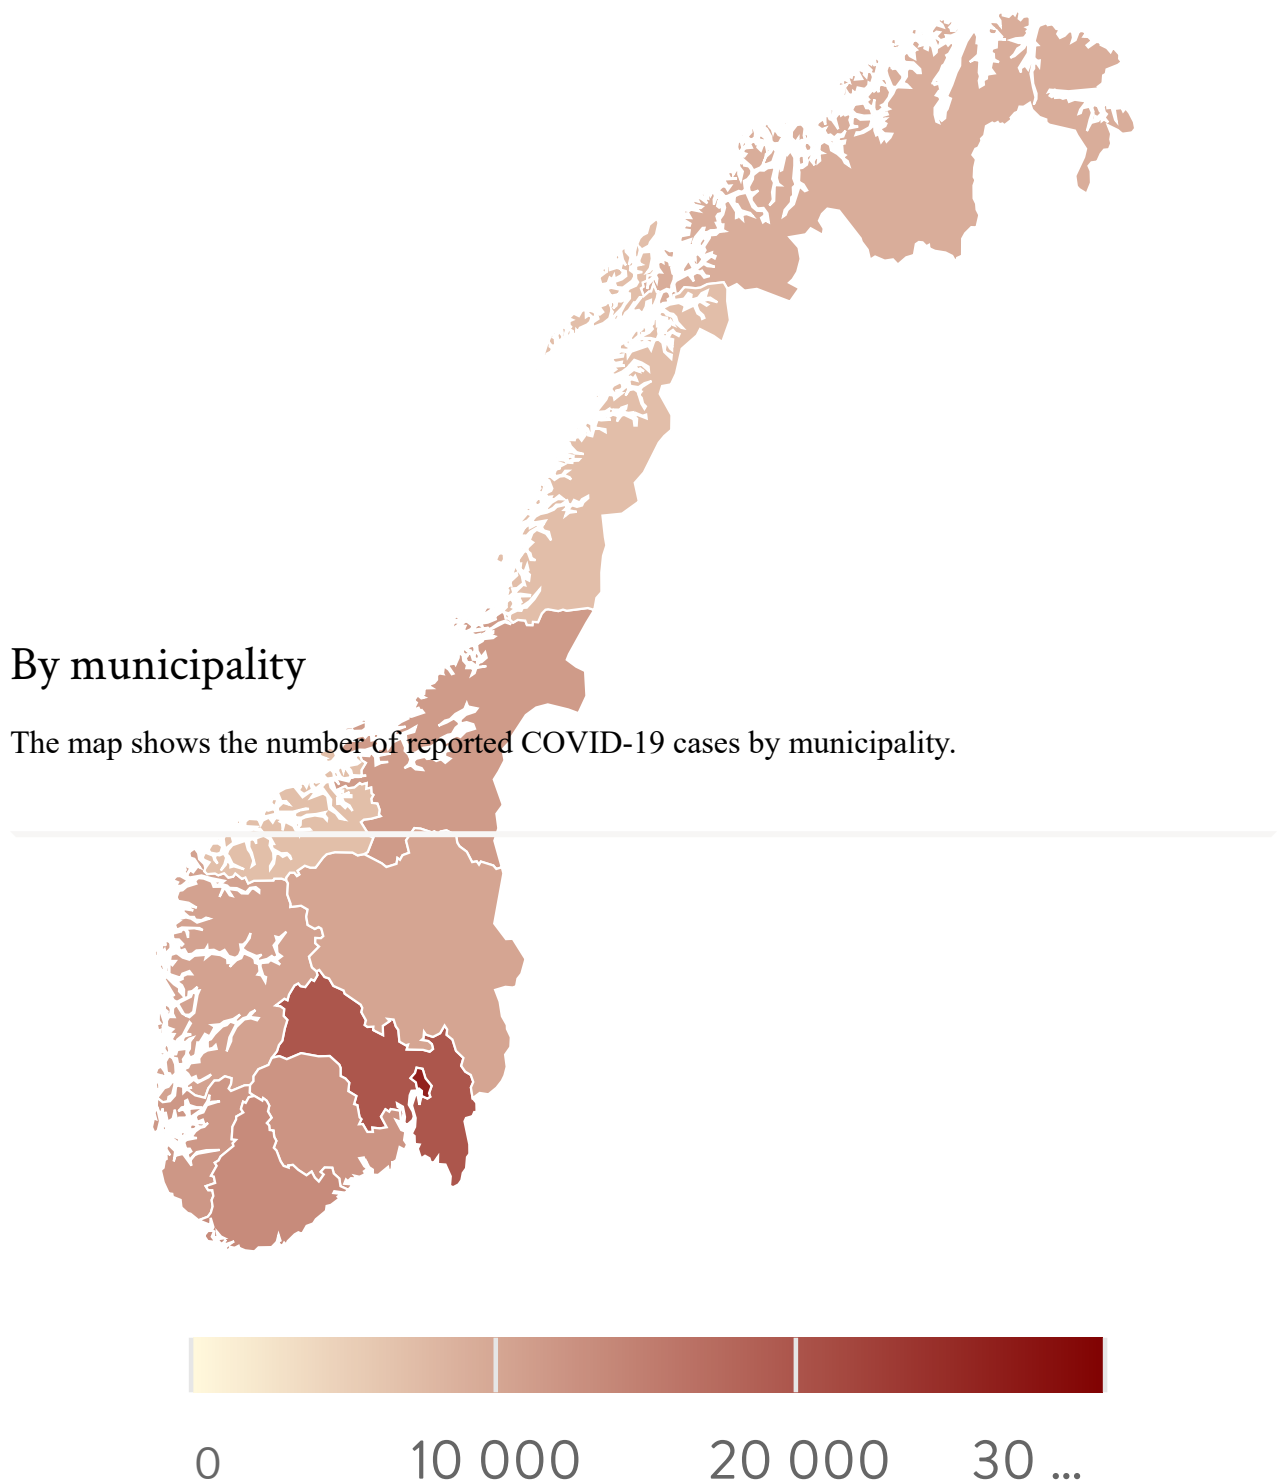 By municipality
The map shows the number of reported COVID-19 cases by municipality.
0 10 000 20 000 30 ...